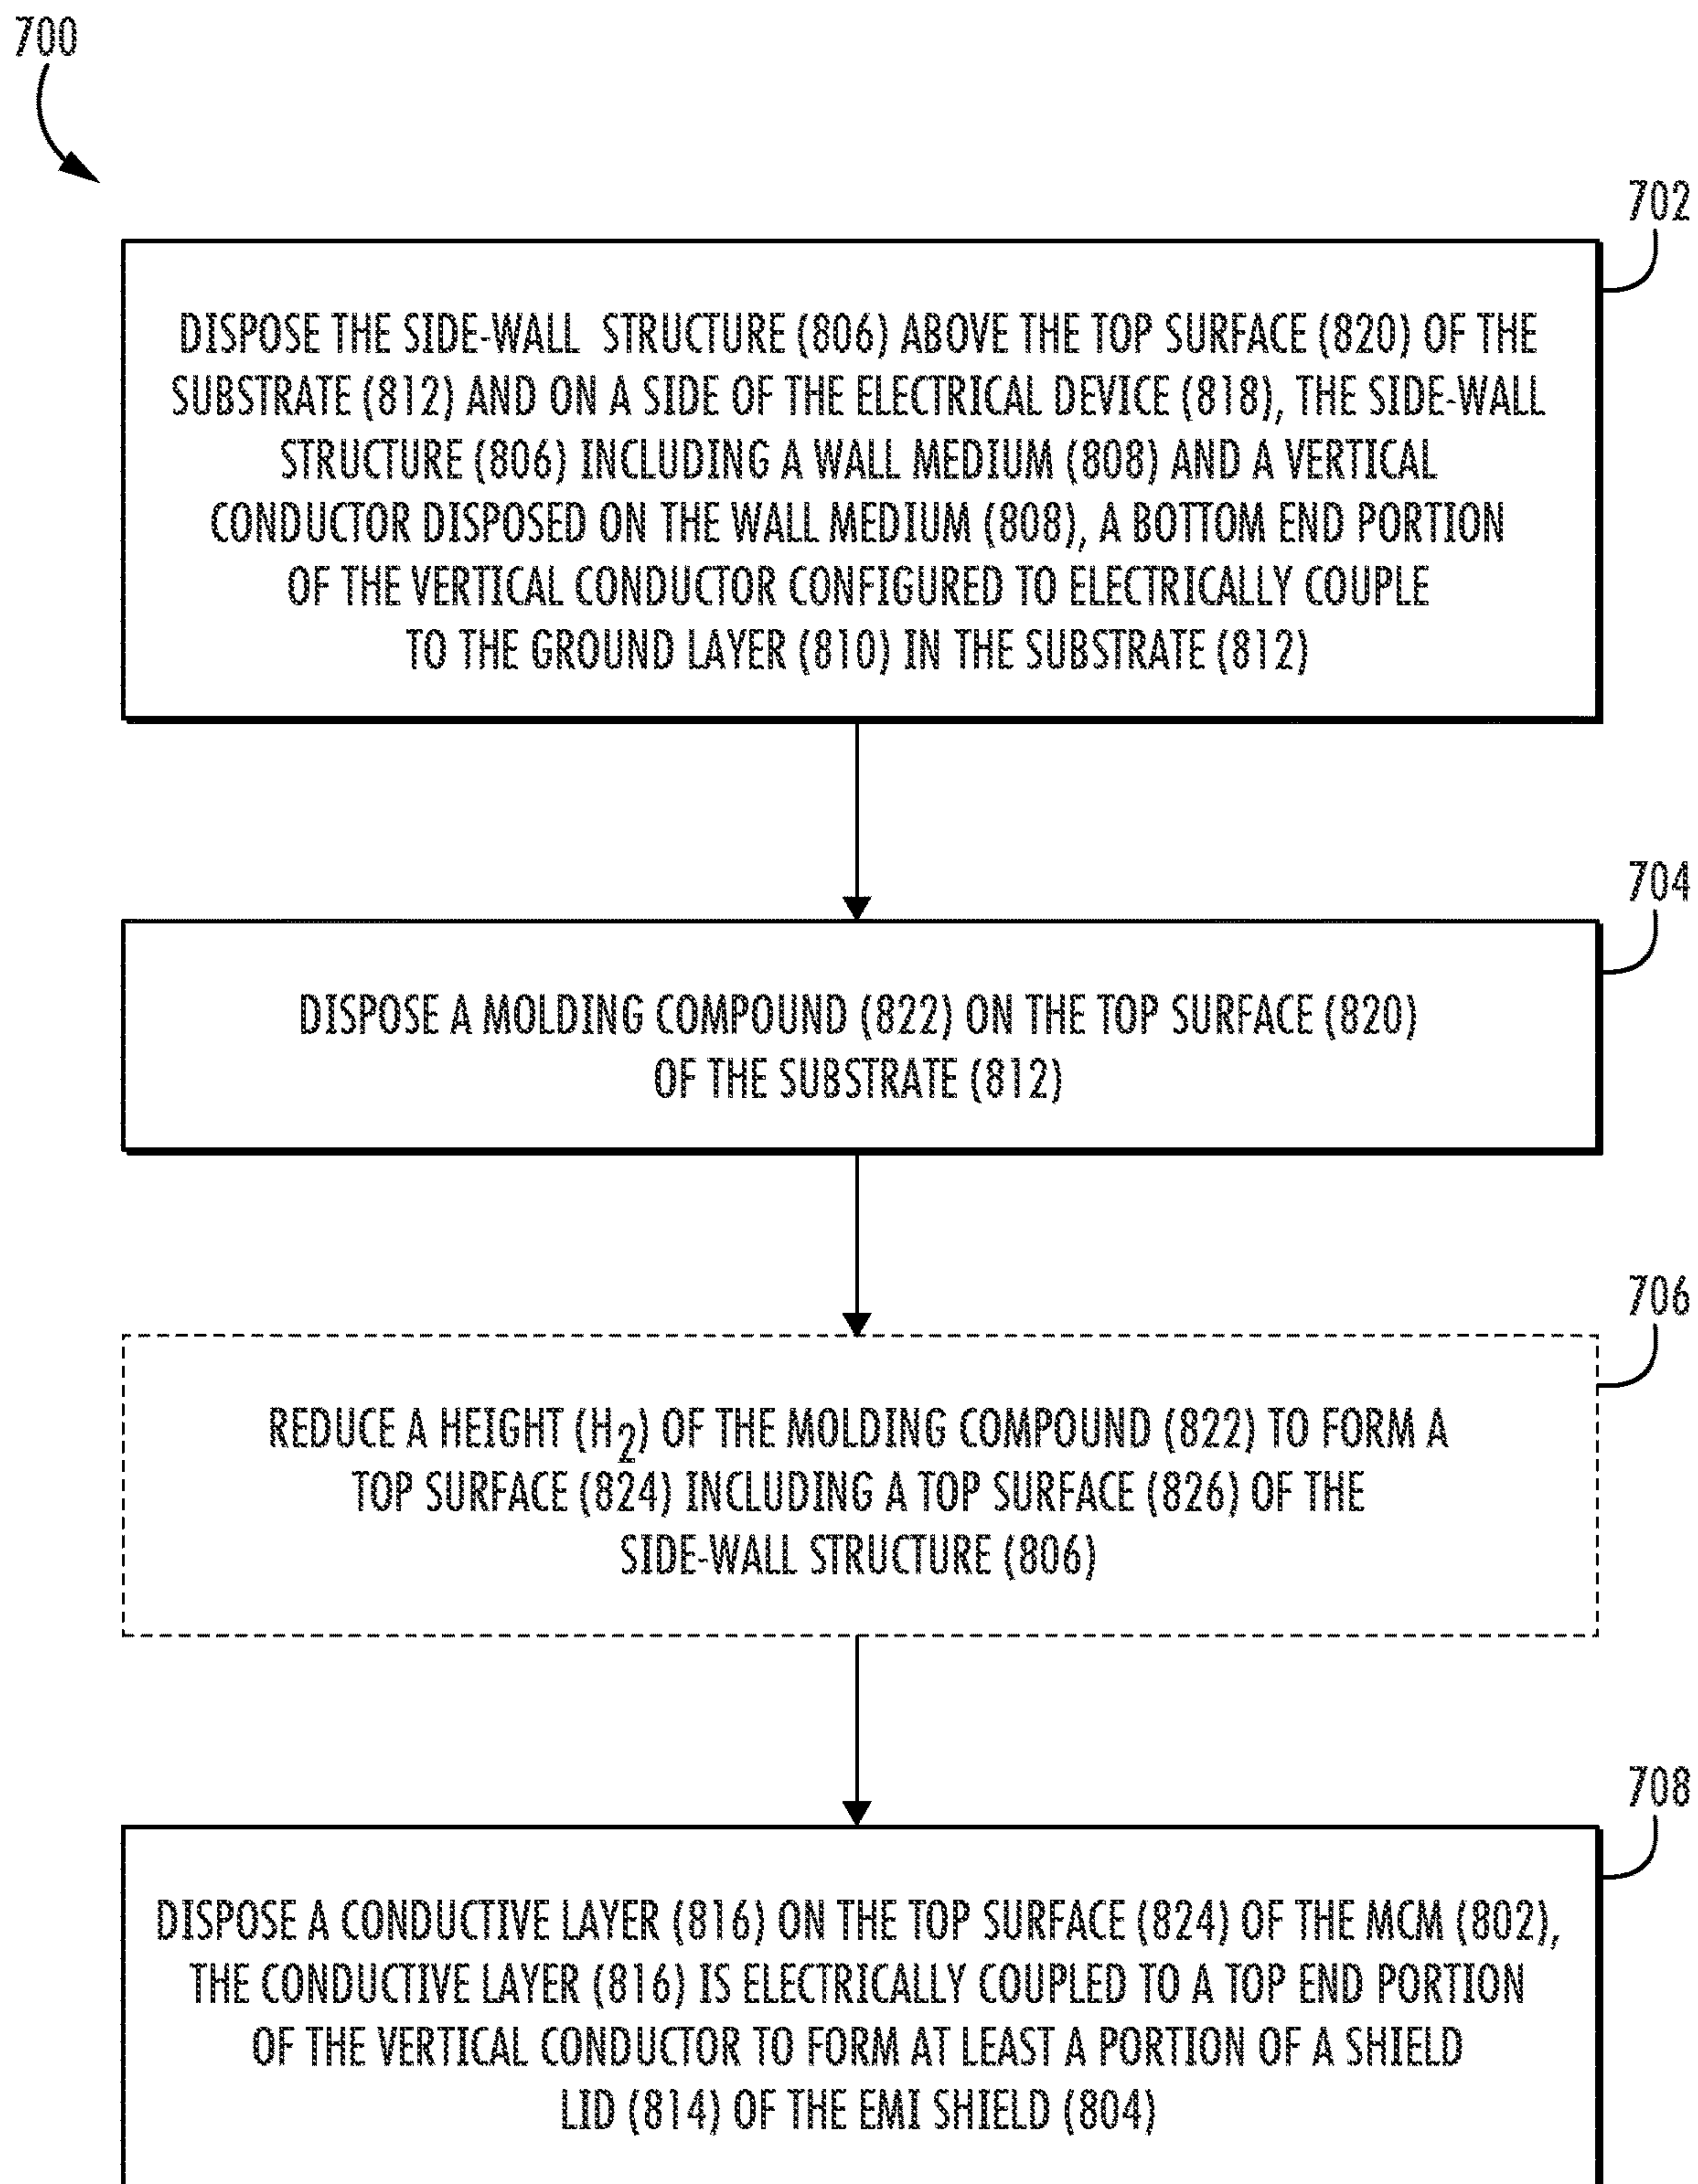 700
702
DISPOSE THE SIDE-WALL STRUCTURE (806) ABOVE THE TOP SURFACE (820) OF THE
SUBSTRATE (812) AND ON A SIDE OF THE ELECTRICAL DEVICE (818), THE SIDE-WALL
STRUCTURE (806) INCLUDING A WALL MEDIUM (808) AND A VERTICAL
CONDUCTOR DISPOSED ON THE WALL MEDIUM (808), A BOTTOM END PORTION
OF THE VERTICAL CONDUCTOR CONFIGURED TO ELECTRICALLY COUPLE
TO THE GROUND LAYER (810) IN THE SUBSTRATE (812)
704
DISPOSE A MOLDING COMPOUND (822) ON THE TOP SURFACE (820)
OF THE SUBSTRATE (812)
706
REDUCE A HEIGHT (H2) OF THE MOLDING COMPOUND (822) TO FORM A
TOP SURFACE (824) INCLUDING A TOP SURFACE (826) OF THE
SIDE-WALL STRUCTURE (806)
708
DISPOSE A CONDUCTIVE LAYER (816) ON THE TOP SURFACE (824) OF THE MCM (802),
THE CONDUCTIVE LAYER (816) IS ELECTRICALLY COUPLED TO A TOP END PORTION
OF THE VERTICAL CONDUCTOR TO FORM AT LEAST A PORTION OF A SHIELD
LID (814) OF THE EMI SHIELD (804)